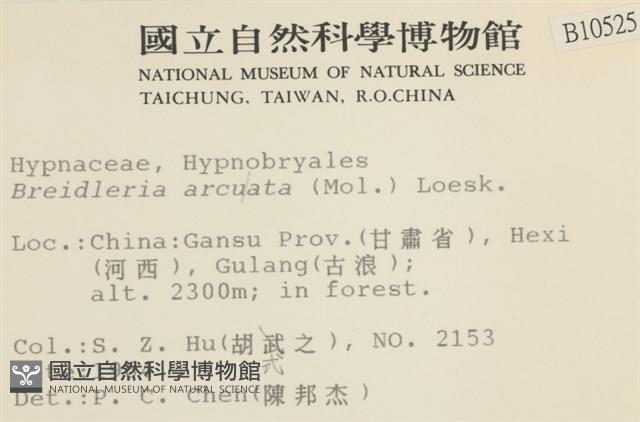 國立自然科學博物館
B10525
NATIONAL MUSEUM OF NATURAL SCIENCE
TAICHUNG, TAIWAN, R.O.CHINA
Hypnaceae, Hypnobryales
Breidleria arcuata (Mol.) Loesk.
Loc.:China:Gansu Prov.(甘肅省), Hexi
(河西), Gulang(古浪);
alt. 2300m; in forest.
Col.:S. Z. Hu(胡武之), NO. 2153
式
國立自然科學博物館
NATIONAL MUSEUM OF NATURAL SCIENCE
Det.:P. C. Chen(陳邦杰)